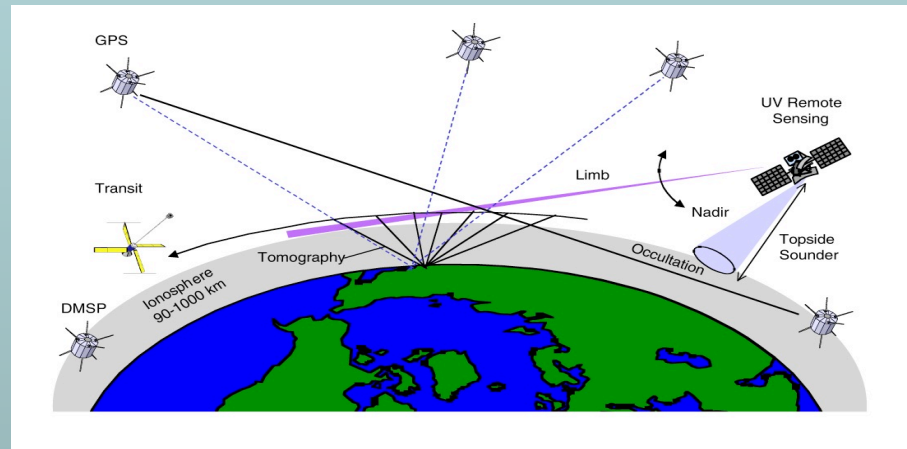 GPS
UV Remote
Sensing
Limb
Transit
Nadir
Topside
Sounder
Tomography
Occultation
Ionosphere
90-1000 km
DMSP